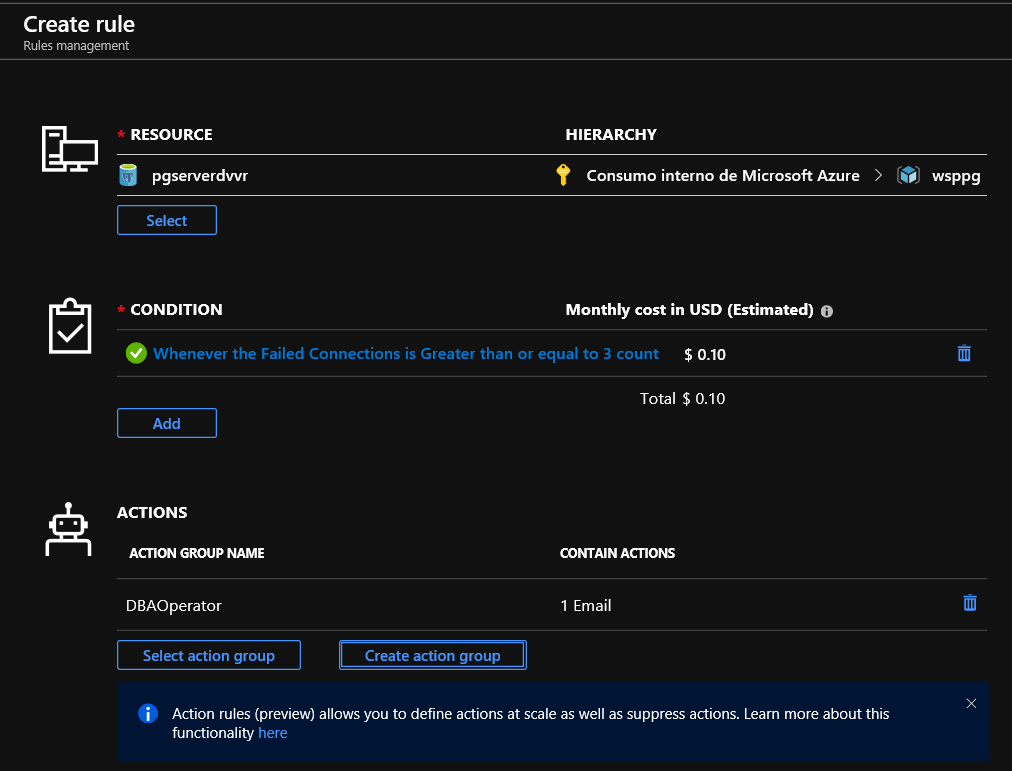 Create rule
Rules management
* RESOURCE HIERARCHY
pgserverdvvr Consumo interno de Microsoft Azure > wsppg
Select
* CONDITION Monthly cost in USD (Estimated)
Whenever the Failed Connections is Greater than or equal to 3 count $ 0.10
Total $ 0.10
Add
ACTIONS
ACTION GROUP NAME CONTAIN ACTIONS
DBAOperator 1 Email
Select action group Create action group
Action rules (preview) allows you to define actions at scale as well as suppress actions. Learn more about this
functionality here